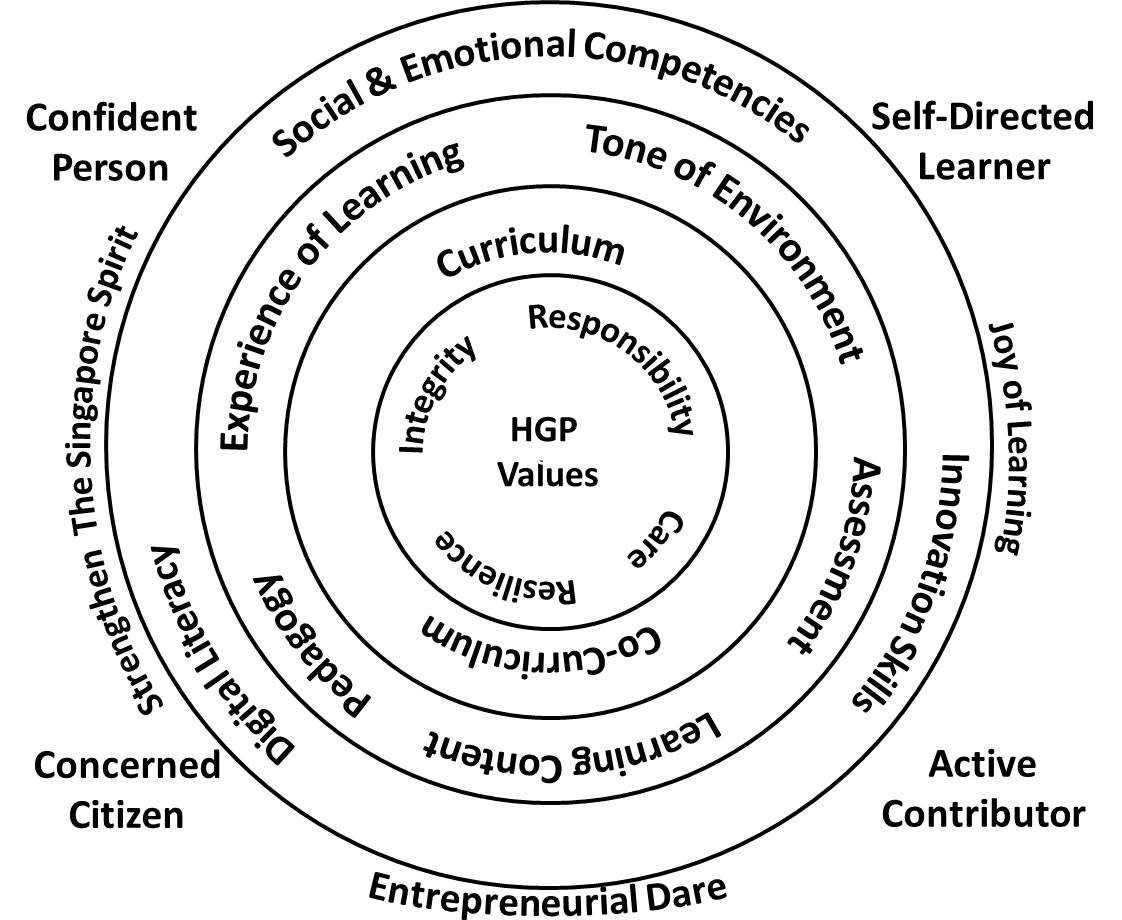 Social & Emotional Competencies
Confident
Person
Self-Directed
Learner
Experience of Learning
Tone of Environment
Curriculum
Strengthen The Singapore Spirit
Joy of Learning
Integrity
Responsibility
HGP
Values
Care
Resilience
Assessment
Innovation Skills
Digital Literacy
Pedagogy
Co-Curriculum
Learning Content
Concerned
Citizen
Active
Contributor
Entrepreneurial Dare